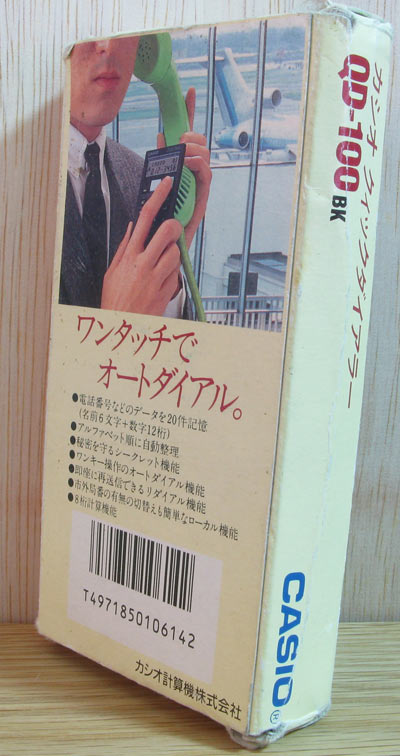 ワンタッチで
オートダイアル。
●電話番号などのデータを20件記憶
(名前6文字+数字12桁)
●アルファベット順に自動整理
●秘密を守るシークレット機能
●ワンキー操作のオートダイアル機能
●即座に再送信できるリダイアル機能
●市外局番の有無の切替えも簡単なローカル機能
●8桁計算機能
T4971850106142
カシオ計算機株式会社
カシオ クイックダイアラー
QD-100BK
CASIO®